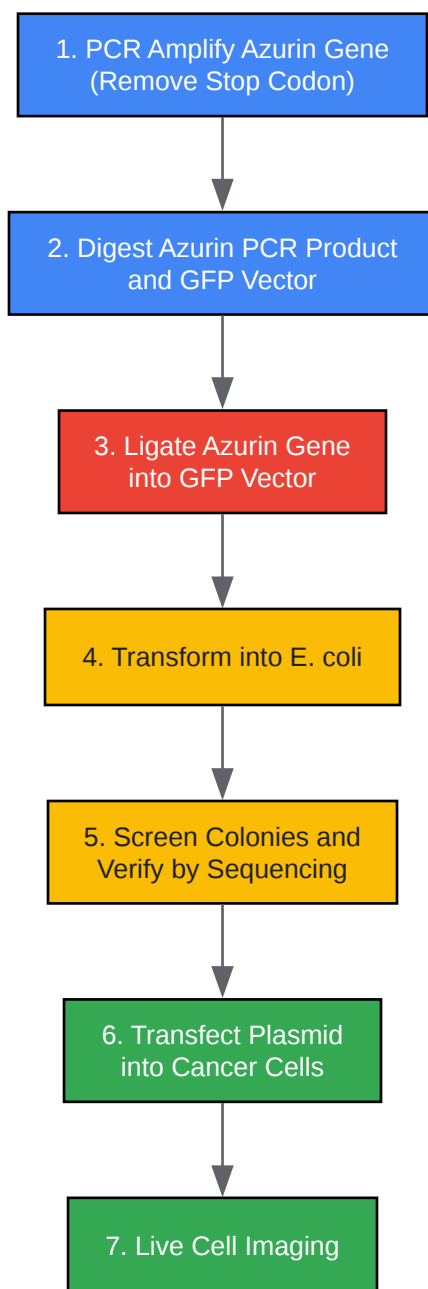 1. PCR Amplify Azurin Gene
(Remove Stop Codon)
2. Digest Azurin PCR Product
and GFP Vector
3. Ligate Azurin Gene
into GFP Vector
4. Transform into E. coli
5. Screen Colonies and
Verify by Sequencing
6. Transfect Plasmid
into Cancer Cells
7. Live Cell Imaging